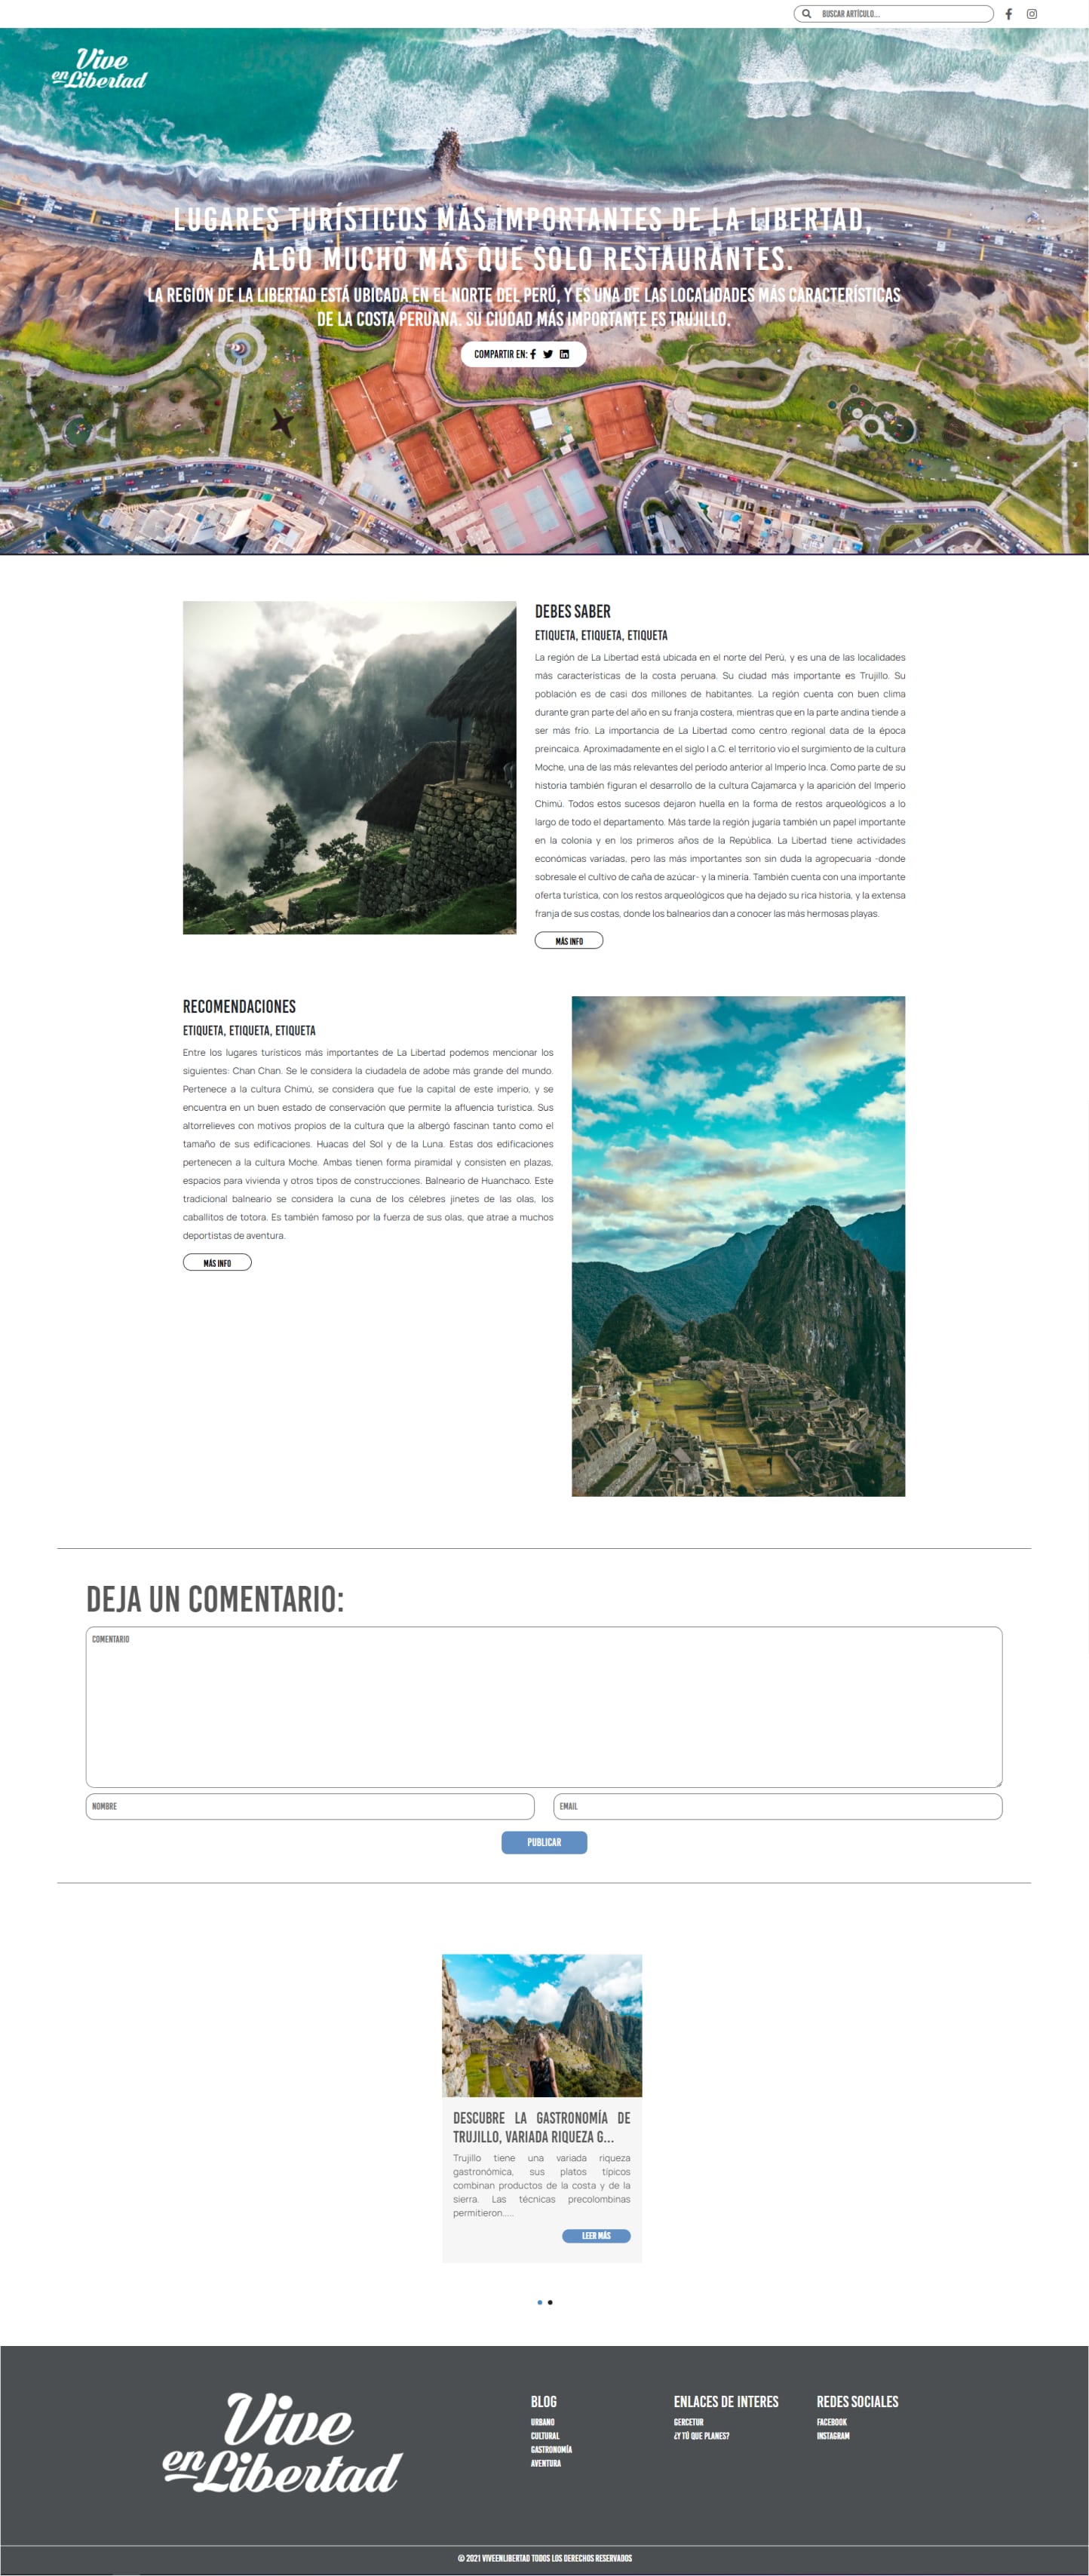 BUSCAR ARTÍCULO...
Vive
en Libertad
LUGARES TURÍSTICOS MÁS IMPORTANTES DE LA LIBERTAD,
ALGO MUCHO MÁS QUE SOLO RESTAURANTES.
LA REGIÓN DE LA LIBERTAD ESTÁ UBICADA EN EL NORTE DEL PERÚ, Y ES UNA DE LAS LOCALIDADES MÁS CARACTERÍSTICAS
DE LA COSTA PERUANA. SU CIUDAD MÁS IMPORTANTE ES TRUJILLO.
COMPARTIR EN:
DEBES SABER
ETIQUETA, ETIQUETA, ETIQUETA
La región de La Libertad está ubicada en el norte del Perú, y es una de las localidades
más características de la costa peruana. Su ciudad más importante es Trujillo. Su
población es de casi dos millones de habitantes. La región cuenta con buen clima
durante gran parte del año en su franja costera, mientras que en la parte andina tiende a
ser más frío. La importancia de La Libertad como centro regional data de la época
preincaica. Aproximadamente en el siglo I a.C. el territorio vio el surgimiento de la cultura
Moche, una de las más relevantes del periodo anterior al Imperio Inca. Como parte de su
historia también figuran el desarrollo de la cultura Cajamarca y la aparición del Imperio
Chimú. Todos estos sucesos dejaron huella en la forma de restos arqueológicos a lo
largo de todo el departamento. Más tarde la región jugaría también un papel importante
en la colonia y en los primeros años de la República. La Libertad tiene actividades
económicas variadas, pero las más importantes son sin duda la agropecuaria -donde
sobresale el cultivo de caña de azúcar- y la minería. También cuenta con una importante
oferta turística, con los restos arqueológicos que ha dejado su rica historia, y la extensa
franja de sus costas, donde los balnearios dan a conocer las más hermosas playas.
MÁS INFO
RECOMENDACIONES
ETIQUETA, ETIQUETA, ETIQUETA
Entre los lugares turísticos más importantes de La Libertad podemos mencionar los
siguientes: Chan Chan. Se le considera la ciudadela de adobe más grande del mundo.
Pertenece a la cultura Chimú, se considera que fue la capital de este imperio, y se
encuentra en un buen estado de conservación que permite la afluencia turística. Sus
altorrelieves con motivos propios de la cultura que la albergó fascinan tanto como el
tamaño de sus edificaciones. Huacas del Sol y de la Luna. Estas dos edificaciones
pertenecen a la cultura Moche. Ambas tienen forma piramidal y consisten en plazas,
espacios para vivienda y otros tipos de construcciones. Balneario de Huanchaco. Este
tradicional balneario se considera la cuna de los célebres jinetes de las olas, los
caballitos de totora. Es también famoso por la fuerza de sus olas, que atrae a muchos
deportistas de aventura.
MÁS INFO
DEJA UN COMENTARIO:
COMENTARIO
NOMBRE
EMAIL
PUBLICAR
DESCUBRE LA GASTRONOMÍA DE
TRUJILLO, VARIADA RIQUEZA G...
Trujillo tiene una variada riqueza
gastronómica, sus platos típicos
combinan productos de la costa y de la
sierra. Las técnicas precolombinas
permitieron.....
LEER MÁS
Vive
en Libertad
BLOG
URBANO
CULTURAL
GASTRONOMÍA
AVENTURA
ENLACES DE INTERES
GERCETUR
¿Y TÚ QUE PLANES?
REDES SOCIALES
FACEBOOK
INSTAGRAM
© 2021 VIVEENLIBERTAD TODOS LOS DERECHOS RESERVADOS